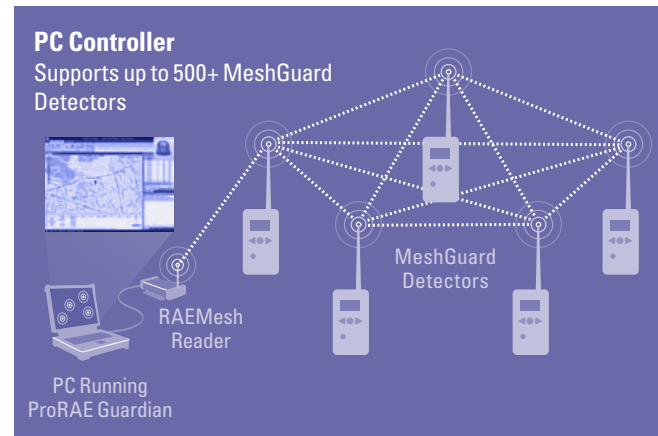 PC Controller
Supports up to 500+ MeshGuard
Detectors
MeshGuard
Detectors
RAEMesh
Reader
PC Running
ProRAE Guardian